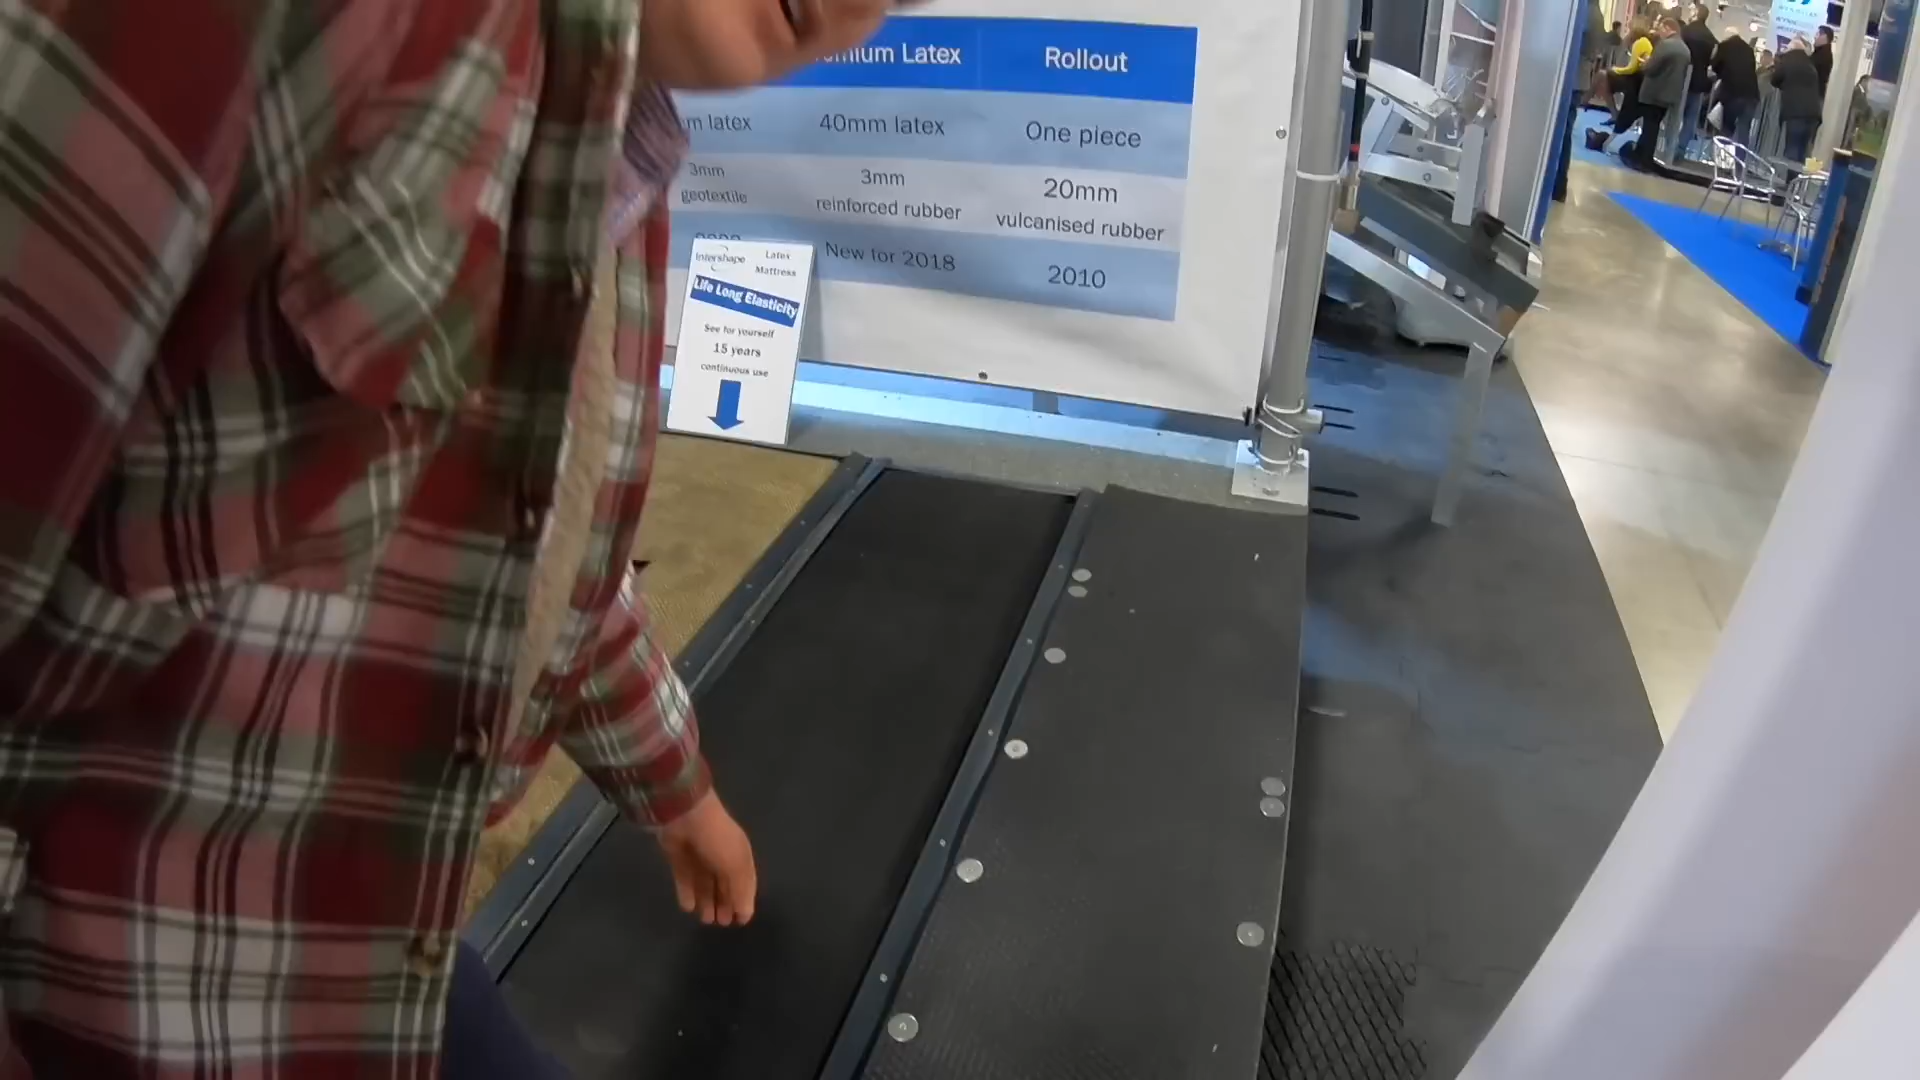 mium Latex Rollout
m latex 40mm latex One piece
3mm 3mm 20mm
geotextile reinforced rubber vulcanised rubber
New for 2018 2010
Intershape Latex
Mattress
Life Long Elasticity
See for yourself
15 years
continuous use